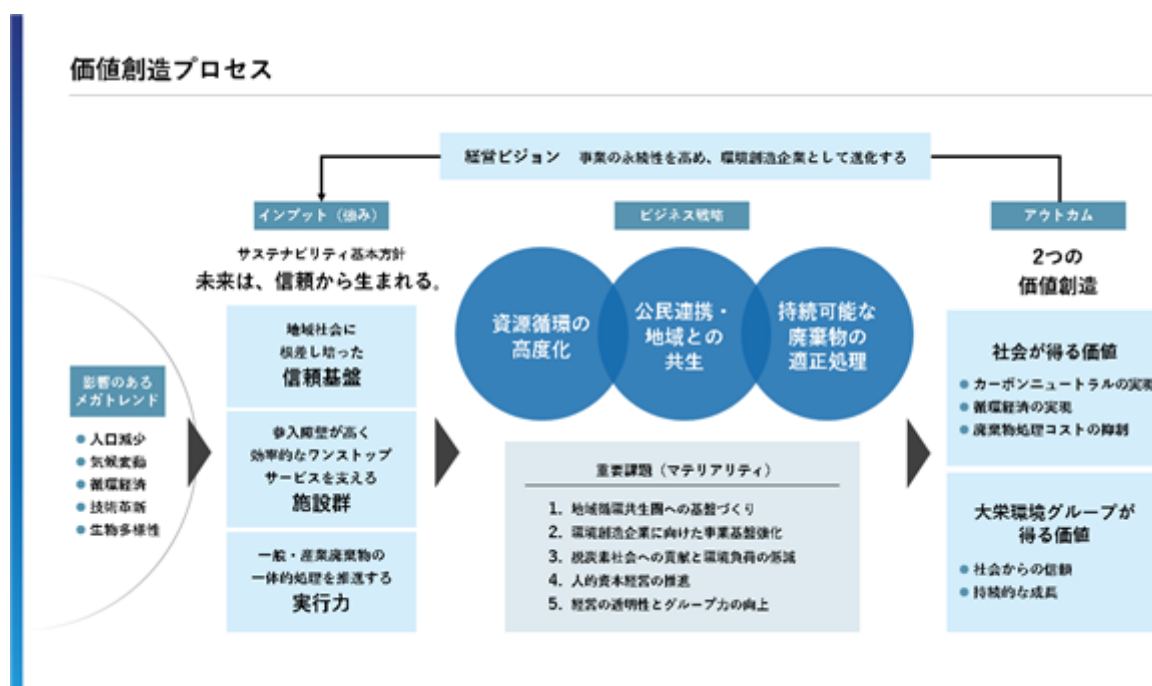 価値創造プロセス
経営ビジョン 事業の永続性を高め、環境創造企業として進化する
影響のある
メガトレンド
人口減少
気候変動
循環経済
技術革新
生物多様性
インプット（強み）
サステナビリティ基本方針
未来は、信頼から生まれる。
地域社会に
根差し培った
信頼基盤
参入障壁が高く
効率的なワンストップ
サービスを支える
施設群
一般・産業廃棄物の
一体的処理を推進する
実行力
ビジネス戦略
資源循環の
高度化
公民連携・
地域との
共生
持続可能な
廃棄物の
適正処理
重要課題（マテリアリティ）
1. 地域循環共生圏への基盤づくり
2. 環境創造企業に向けた事業基盤強化
3. 脱炭素社会への貢献と環境負荷の低減
4. 人的資本経営の推進
5. 経営の透明性とグループ力の向上
アウトカム
2つの
価値創造
社会が得る価値
カーボンニュートラルの実現
循環経済の実現
廃棄物処理コストの抑制
大栄環境グループが
得る価値
社会からの信頼
持続的な成長